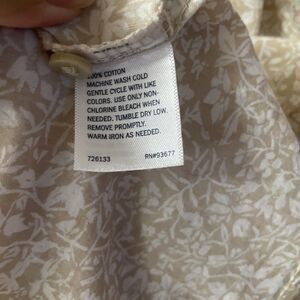 100% COTTON
MACHINE WASH COLD
GENTLE CYCLE WITH LIKE
COLORS. USE ONLY NON-
CHLORINE BLEACH WHEN
NEEDED. TUMBLE DRY LOW.
REMOVE PROMPTLY.
WARM IRON AS NEEDED.
726133 RN#93677